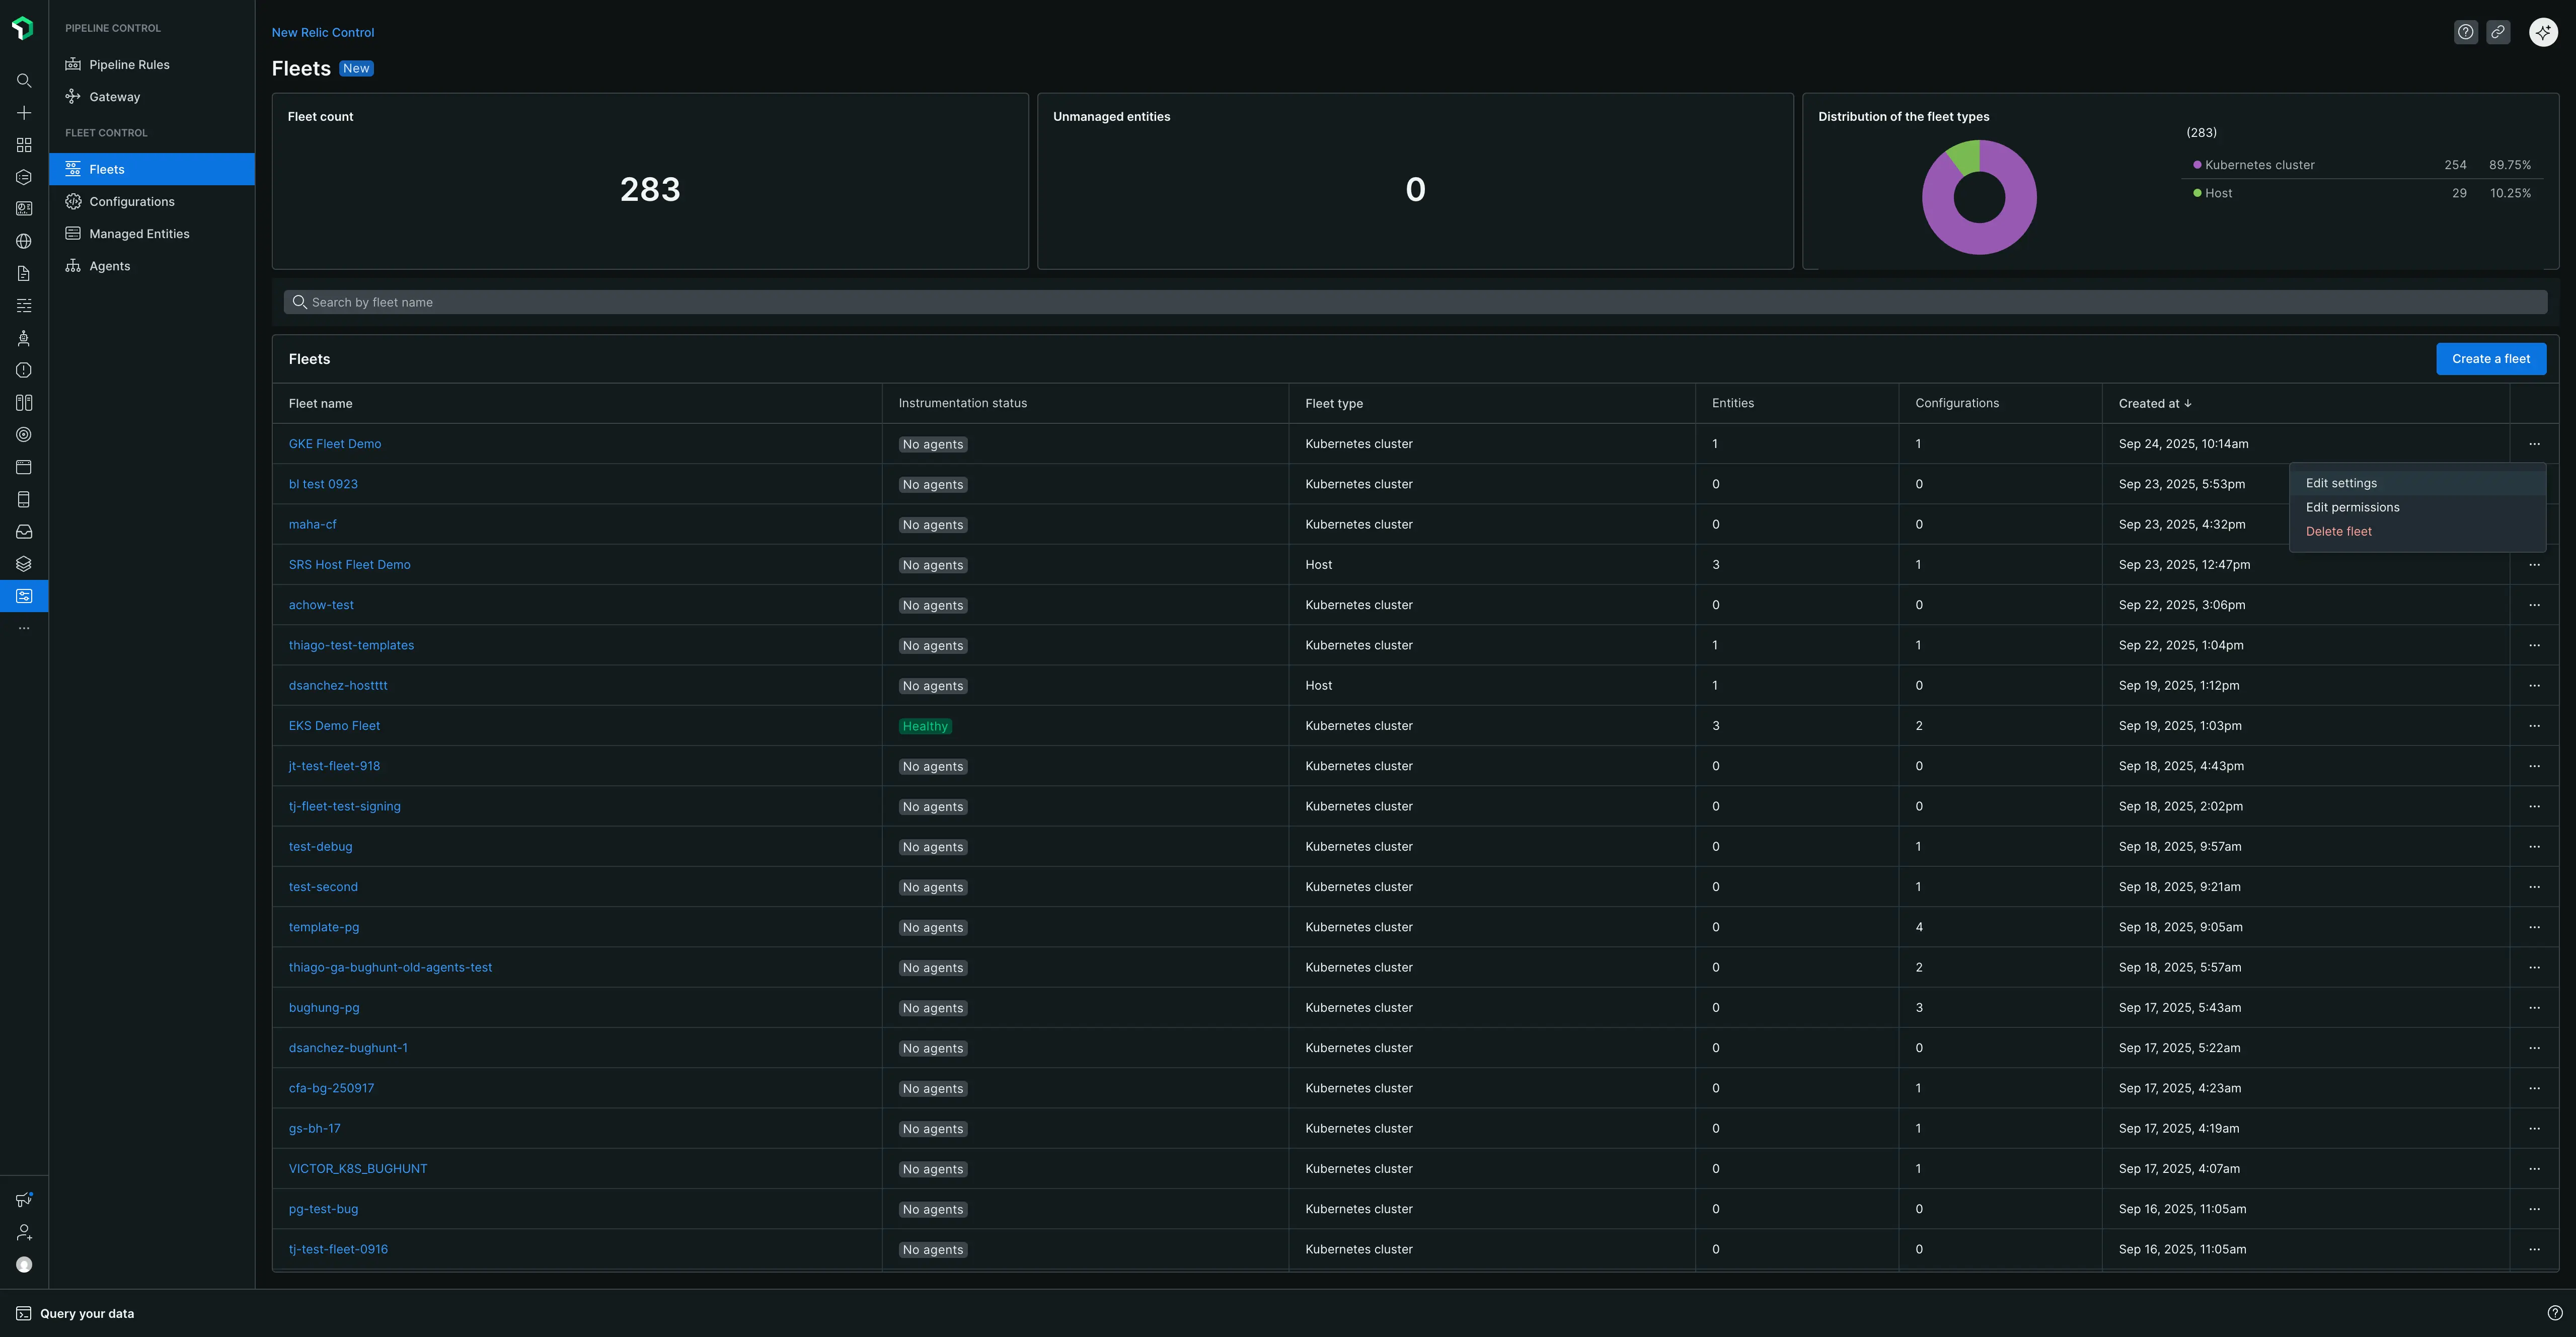 PIPELINE CONTROL
Pipeline Rules
Gateway
FLEET CONTROL
Fleets
Configurations
Managed Entities
Agents
New Relic Control
Fleets New
Fleet count
283
Unmanaged entities
0
Distribution of the fleet types
(283)
Kubernetes cluster 254 89.75%
Host 29 10.25%
Search by fleet name
Fleets
Create a fleet
Fleet name Instrumentation status Fleet type Entities Configurations Created at ↓
GKE Fleet Demo No agents Kubernetes cluster 1 1 Sep 24, 2025, 10:14am
bl test 0923 No agents Kubernetes cluster 0 0 Sep 23, 2025, 5:53pm
maha-cf No agents Kubernetes cluster 0 0 Sep 23, 2025, 4:32pm
Edit settings
Edit permissions
Delete fleet
SRS Host Fleet Demo No agents Host 3 1 Sep 23, 2025, 12:47pm
achow-test No agents Kubernetes cluster 0 0 Sep 22, 2025, 3:06pm
thiago-test-templates No agents Kubernetes cluster 1 1 Sep 22, 2025, 1:04pm
dsanchez-hostttt No agents Host 1 0 Sep 19, 2025, 1:12pm
EKS Demo Fleet Healthy Kubernetes cluster 3 2 Sep 19, 2025, 1:03pm
jt-test-fleet-918 No agents Kubernetes cluster 0 0 Sep 18, 2025, 4:43pm
tj-fleet-test-signing No agents Kubernetes cluster 0 0 Sep 18, 2025, 2:02pm
test-debug No agents Kubernetes cluster 0 1 Sep 18, 2025, 9:57am
test-second No agents Kubernetes cluster 0 1 Sep 18, 2025, 9:21am
template-pg No agents Kubernetes cluster 0 4 Sep 18, 2025, 9:05am
thiago-ga-bughunt-old-agents-test No agents Kubernetes cluster 0 2 Sep 18, 2025, 5:57am
bughung-pg No agents Kubernetes cluster 0 3 Sep 17, 2025, 5:43am
dsanchez-bughunt-1 No agents Kubernetes cluster 0 0 Sep 17, 2025, 5:22am
cfa-bg-250917 No agents Kubernetes cluster 0 1 Sep 17, 2025, 4:23am
gs-bh-17 No agents Kubernetes cluster 0 1 Sep 17, 2025, 4:19am
VICTOR_K8S_BUGHUNT No agents Kubernetes cluster 0 1 Sep 17, 2025, 4:07am
pg-test-bug No agents Kubernetes cluster 0 0 Sep 16, 2025, 11:05am
tj-test-fleet-0916 No agents Kubernetes cluster 0 0 Sep 16, 2025, 11:05am
Query your data